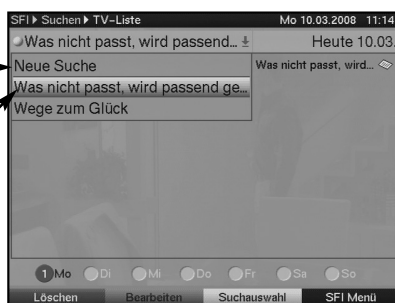 SFI ▸ Suchen ▸ TV-Liste Mo 10.03.2008 11:14
Was nicht passt, wird passend... Heute 10.03.
Neue Suche
Was nicht passt, wird passend ge...
Wege zum Glück
Was nicht passt, wird...
1 Mo Di Mi Do Fr Sa So
Löschen Bearbeiten Suchauswahl SFI Menü